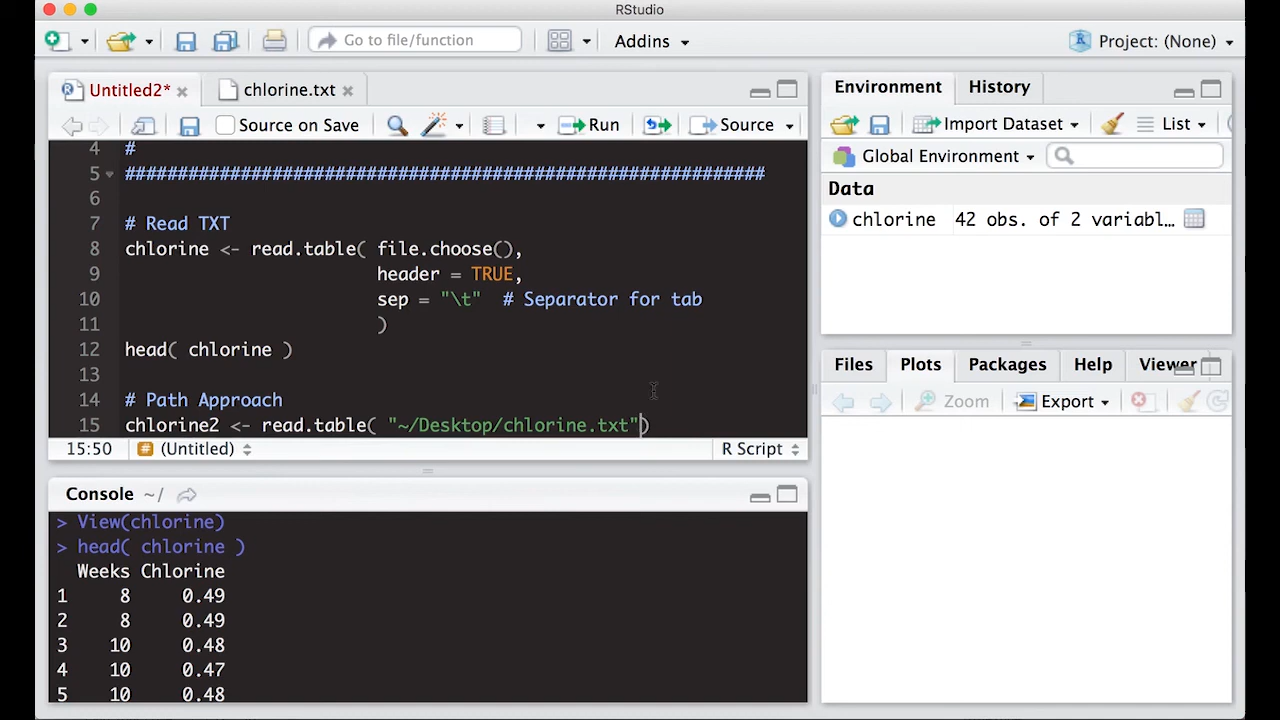 RStudio
Go to file/function
Addins
Project: (None)
Untitled2*
chlorine.txt
Source on Save
Run
Source
4 #
5 #############################################################
6
7 # Read TXT
8 chlorine <- read.table( file.choose(),
9 header = TRUE,
10 sep = "\t" # Separator for tab
11 )
12 head( chlorine )
13
14 # Path Approach
15 chlorine2 <- read.table( "~/Desktop/chlorine.txt")
15:50 (Untitled) R Script
Console ~/
> View(chlorine)
> head( chlorine )
Weeks Chlorine
1 8 0.49
2 8 0.49
3 10 0.48
4 10 0.47
5 10 0.48
Environment History
Import Dataset List
Global Environment
Data
chlorine 42 obs. of 2 variabl…
Files Plots Packages Help Viewer
Zoom Export